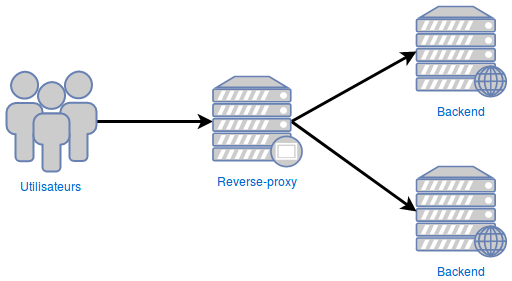 Utilisateurs
Reverse-proxy
Backend
Backend